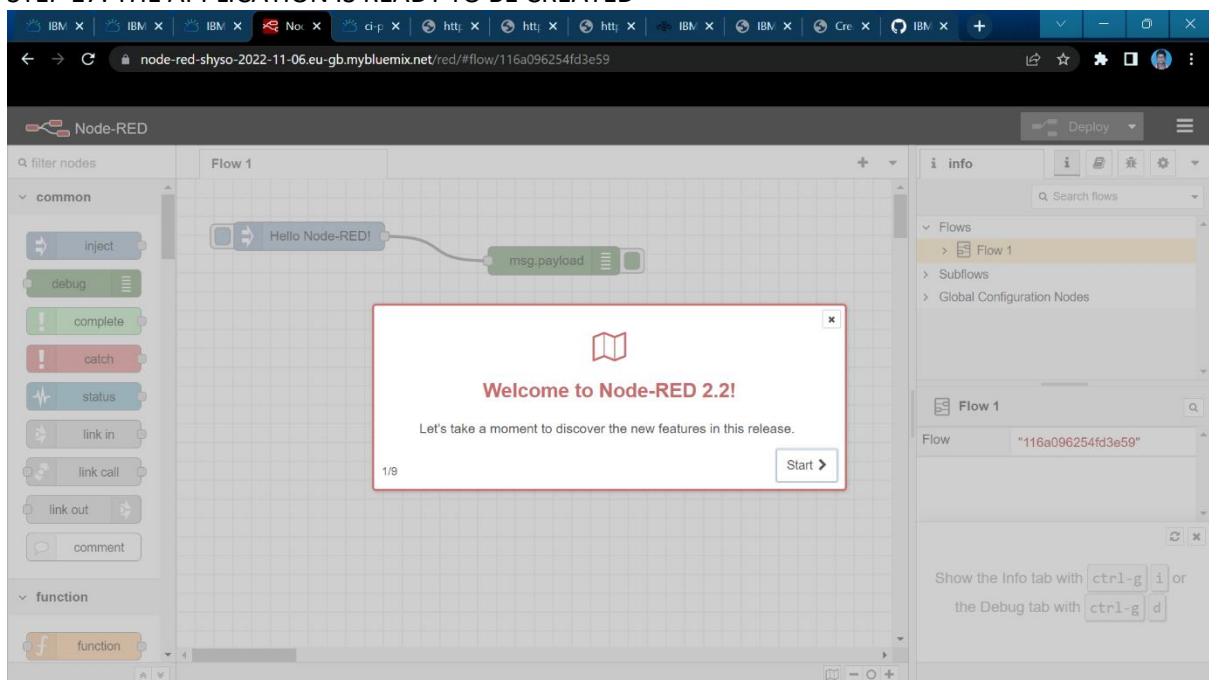 STEP 17: THE APPLICATION IS READY TO BE CREATED
IBM
IBM
IBM
Noc
ci-p
http
http
http
IBM
IBM
Cre
IBM
node-red-shyso-2022-11-06.eu-gb.mybluemix.net/red/#flow/116a096254fd3e59
Node-RED
Deploy
filter nodes
Flow 1
i info
i
Search flows
common
inject
debug
complete
catch
status
link in
link call
link out
comment
function
function
Hello Node-RED!
msg.payload
Welcome to Node-RED 2.2!
Let's take a moment to discover the new features in this release.
1/9
Start
Flows
Flow 1
Subflows
Global Configuration Nodes
Flow 1
Flow "116a096254fd3e59"
Show the Info tab with ctrl-g i or
the Debug tab with ctrl-g d